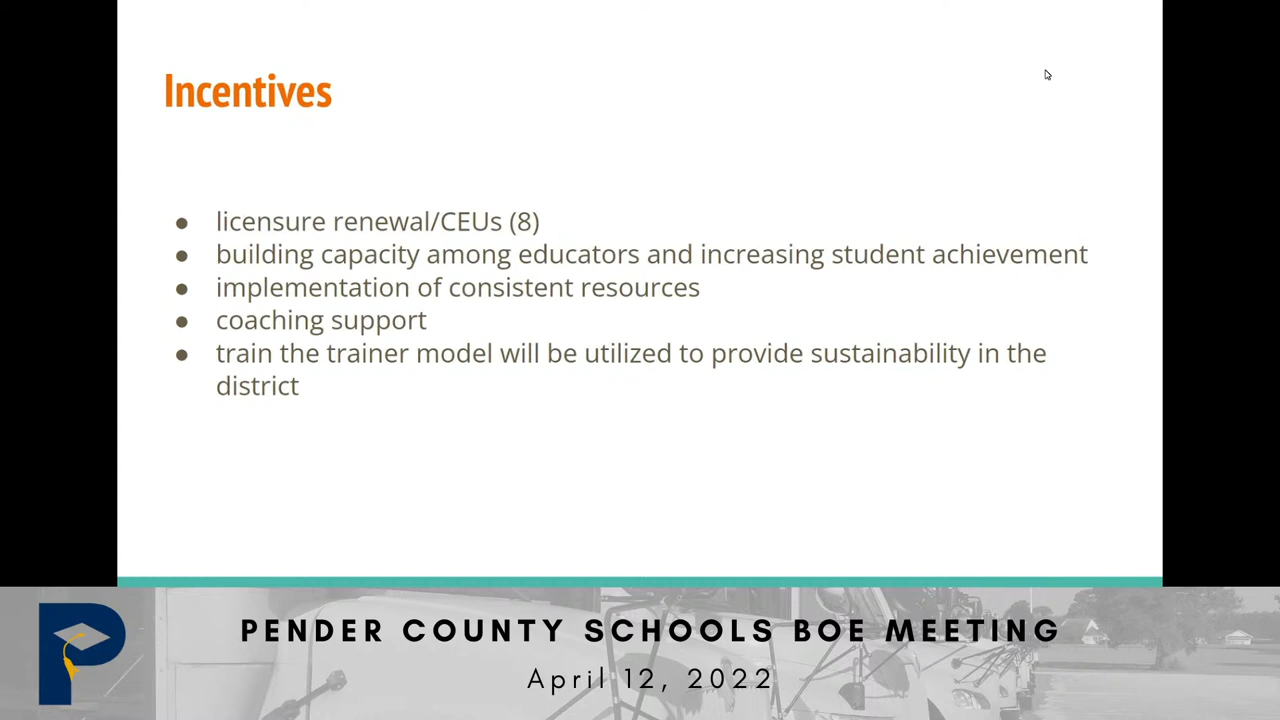 Incentives
● licensure renewal/CEUs (8)
● building capacity among educators and increasing student achievement
● implementation of consistent resources
● coaching support
● train the trainer model will be utilized to provide sustainability in the
district
PENDER COUNTY SCHOOLS BOE MEETING
April 12, 2022
P